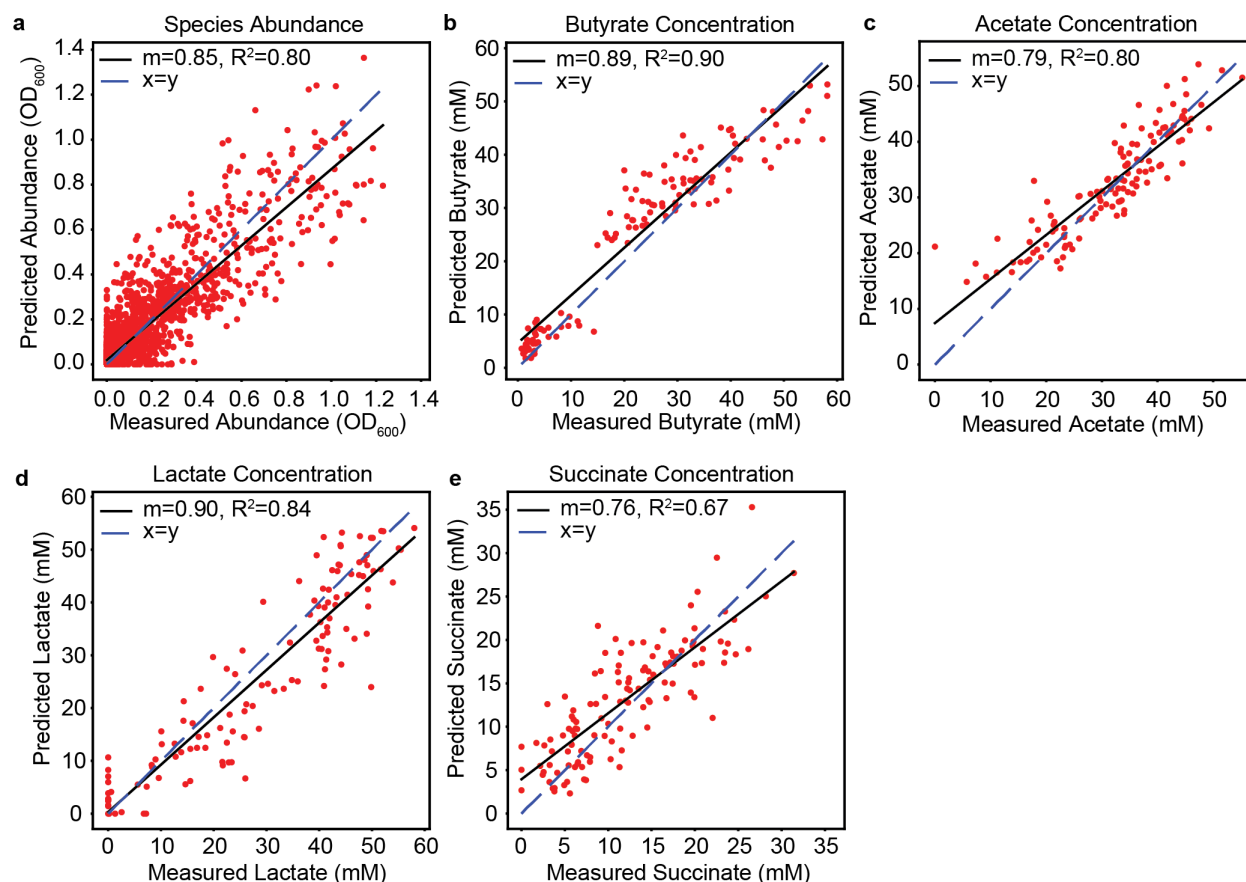 a Species Abundance
1.4
1.2
1.0
0.8
0.6
0.4
0.2
0.0
Predicted Abundance (OD600)
m=0.85, R²=0.80
x=y
0.0 0.2 0.4 0.6 0.8 1.0 1.2 1.4
Measured Abundance (OD600)
b Butyrate Concentration
60
50
40
30
20
10
0
Predicted Butyrate (mM)
m=0.89, R²=0.90
x=y
0 10 20 30 40 50 60
Measured Butyrate (mM)
c Acetate Concentration
50
40
30
20
10
0
Predicted Acetate (mM)
m=0.79, R²=0.80
x=y
0 10 20 30 40 50
Measured Acetate (mM)
d Lactate Concentration
60
50
40
30
20
10
0
Predicted Lactate (mM)
m=0.90, R²=0.84
x=y
0 10 20 30 40 50 60
Measured Lactate (mM)
e Succinate Concentration
35
30
25
20
15
10
5
0
Predicted Succinate (mM)
m=0.76, R²=0.67
x=y
0 5 10 15 20 25 30 35
Measured Succinate (mM)